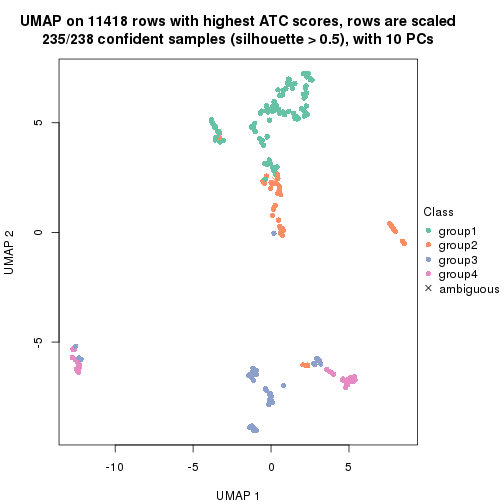 UMAP on 11418 rows with highest ATC scores, rows are scaled
235/238 confident samples (silhouette > 0.5), with 10 PCs
5
0
-5
UMAP 2
-10
-5
0
5
UMAP 1
Class
group1
group2
group3
group4
ambiguous